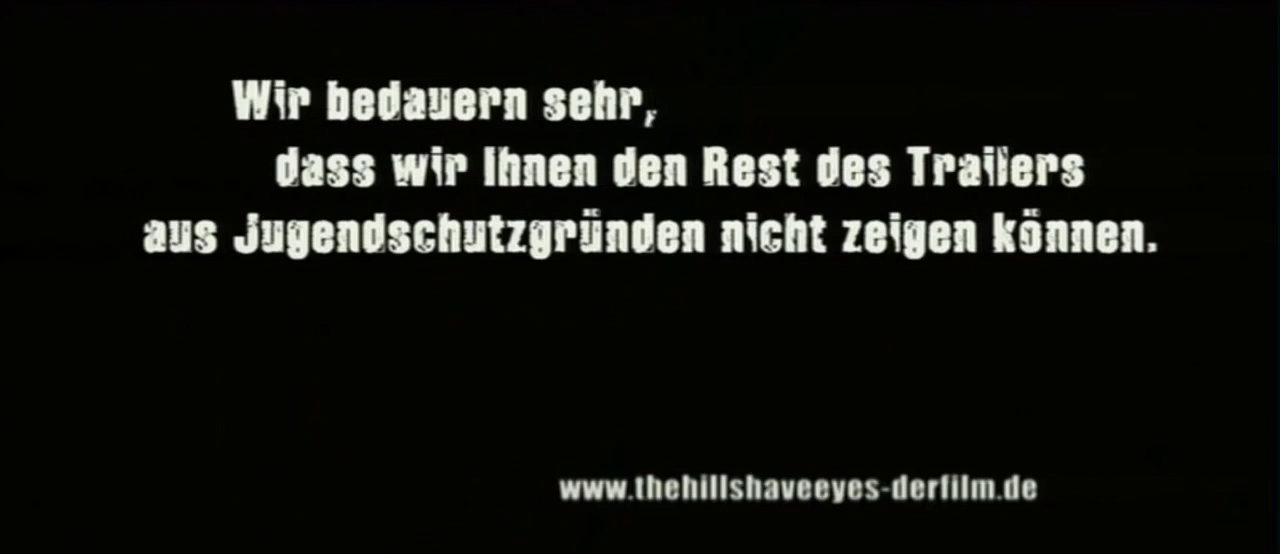 Wir bedauern sehr,
dass wir Ihnen den Rest des Trailers
aus Jugendschutzgründen nicht zeigen können.
www.thehillshaveeyes-derfilm.de